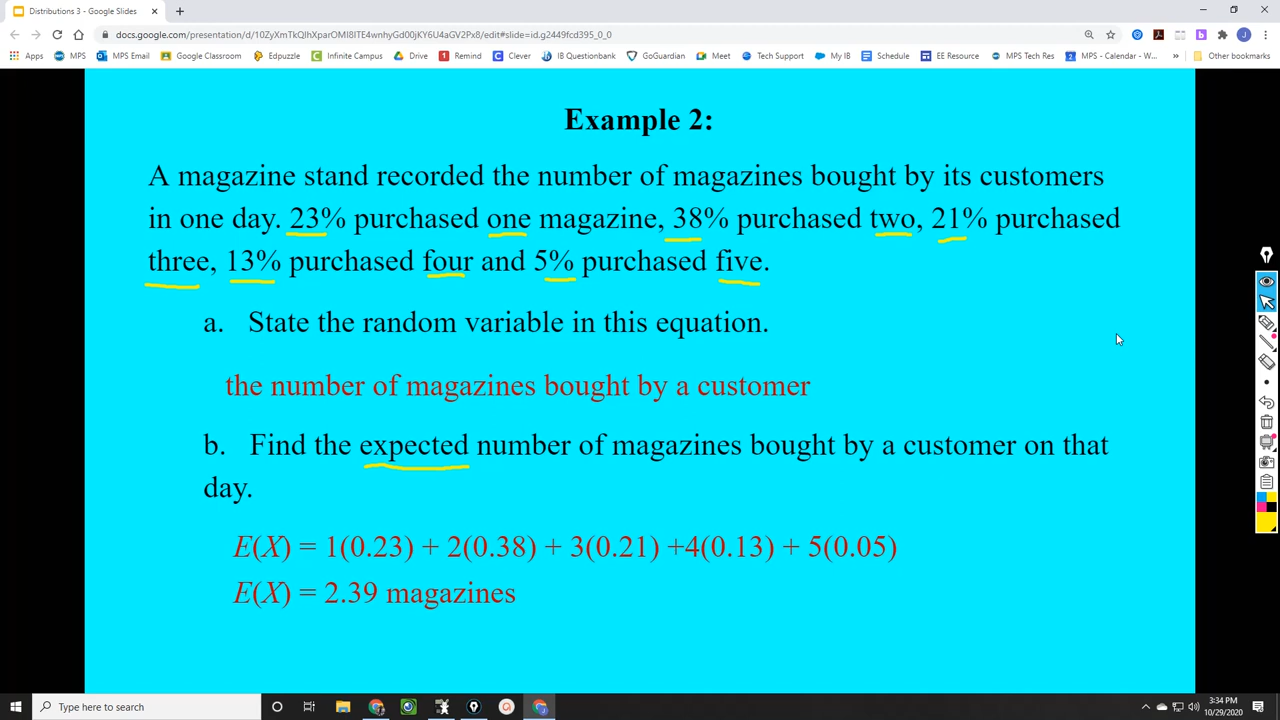 Distributions 3 - Google Slides
docs.google.com/presentation/d/10ZyXmTkQIhXparOMI8lTE4wnhyGd00jKY6U4aGV2Px8/edit#slide=id.g2449fcd395_0_0
Apps MPS MPS Email Google Classroom Edpuzzle Infinite Campus Drive Remind Clever IB Questionbank GoGuardian Meet Tech Support My IB Schedule EE Resource MPS Tech Res MPS - Calendar - W... » Other bookmarks
Example 2:
A magazine stand recorded the number of magazines bought by its customers
in one day. 23% purchased one magazine, 38% purchased two, 21% purchased
three, 13% purchased four and 5% purchased five.
a. State the random variable in this equation.
the number of magazines bought by a customer
b. Find the expected number of magazines bought by a customer on that
day.
E(X) = 1(0.23) + 2(0.38) + 3(0.21) +4(0.13) + 5(0.05)
E(X) = 2.39 magazines
Type here to search
3:34 PM
10/29/2020